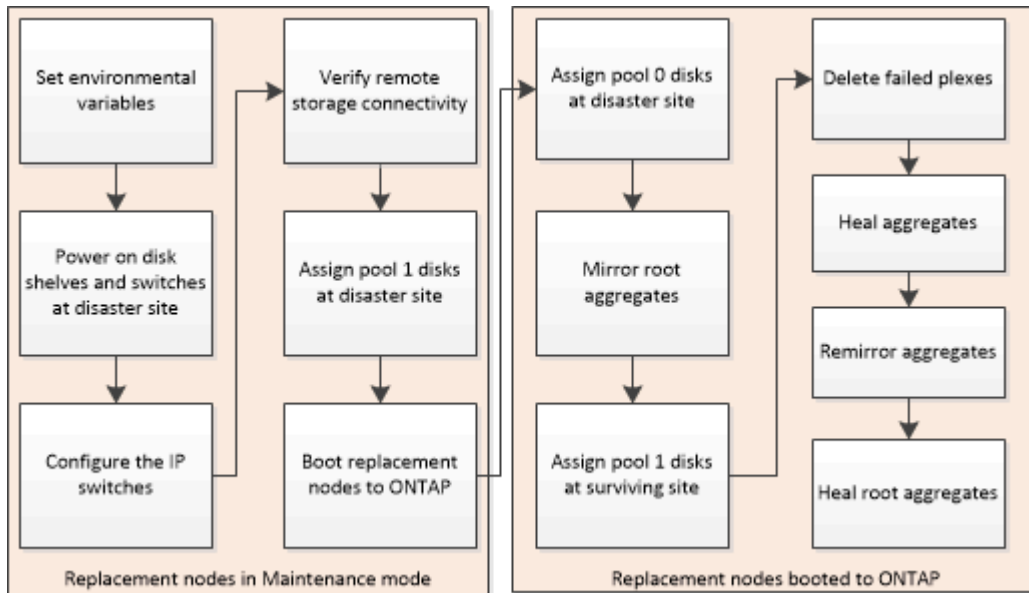 Set environmental
variables
Power on disk
shelves and switches
at disaster site
Configure the IP
switches
Verify remote
storage connectivity
Assign pool 1 disks
at disaster site
Boot replacement
nodes to ONTAP
Replacement nodes in Maintenance mode
Assign pool 0 disks
at disaster site
Mirror root
aggregates
Assign pool 1 disks
at surviving site
Delete failed plexes
Heal aggregates
Remirror aggregates
Heal root aggregates
Replacement nodes booted to ONTAP